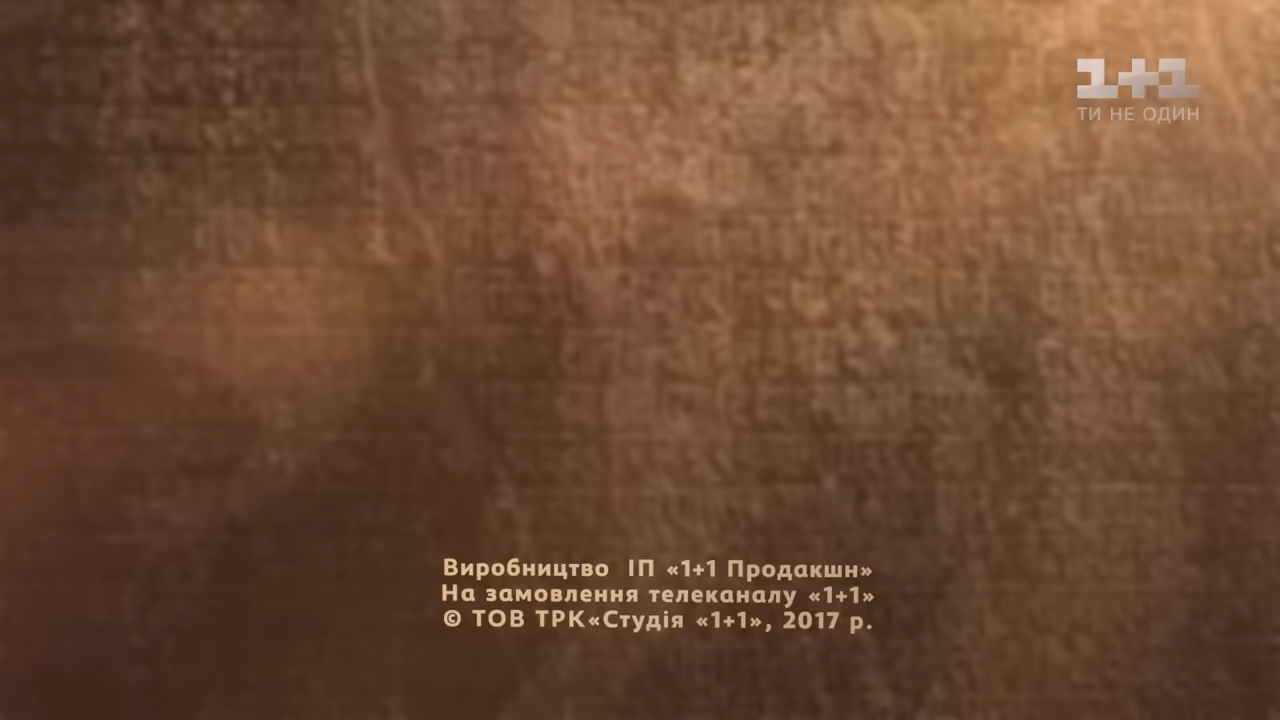 1+1
ТИ НЕ ОДИН
Виробництво ІП «1+1 Продакшн»
На замовлення телеканалу «1+1»
© ТОВ ТРК«Студія «1+1», 2017 р.